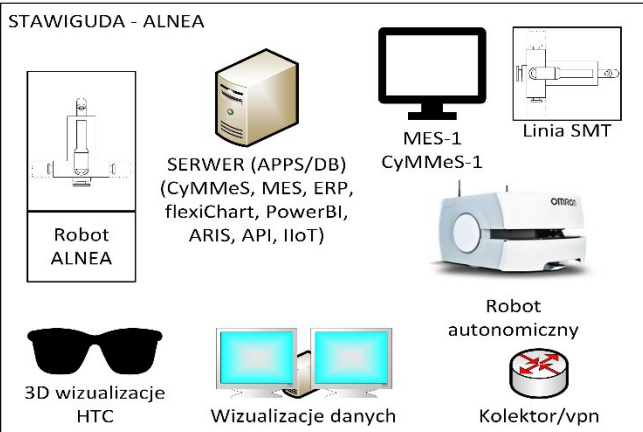 STAWIGUDA - ALNEA
Robot
ALNEA
SERWER (APPS/DB)
(CyMMeS, MES, ERP,
flexiChart, PowerBI,
ARIS, API, IIoT)
MES-1
CyMMeS-1
Linia SMT
OMRON
Robot
autonomiczny
3D wizualizacje
HTC
Wizualizacje danych
Kolektor/vpn